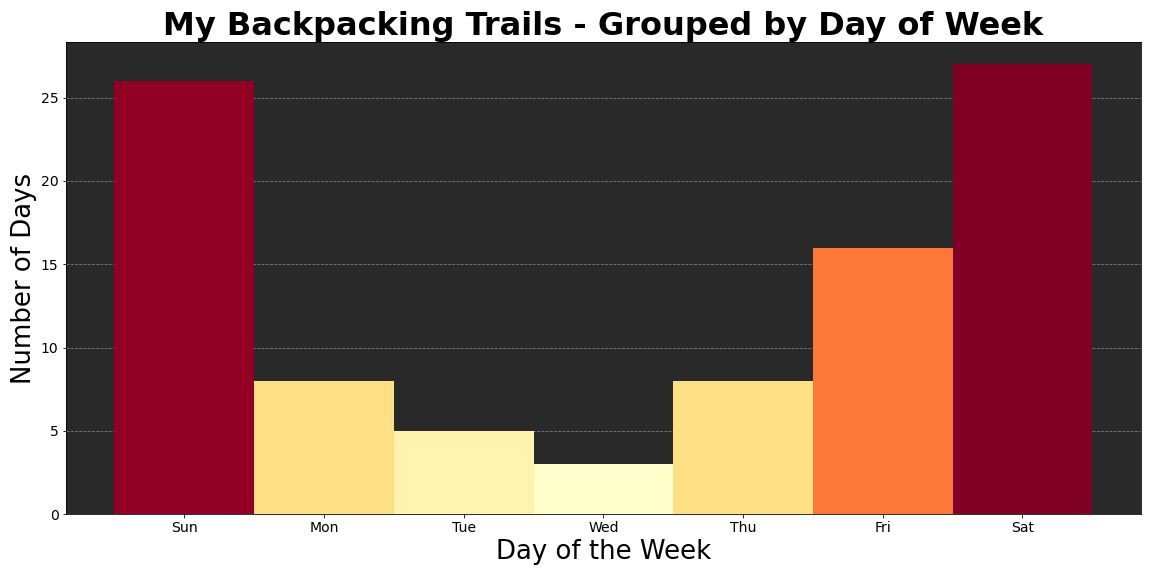 My Backpacking Trails - Grouped by Day of Week
Number of Days
25
20
15
10
5
0
Sun Mon Tue Wed Thu Fri Sat
Day of the Week